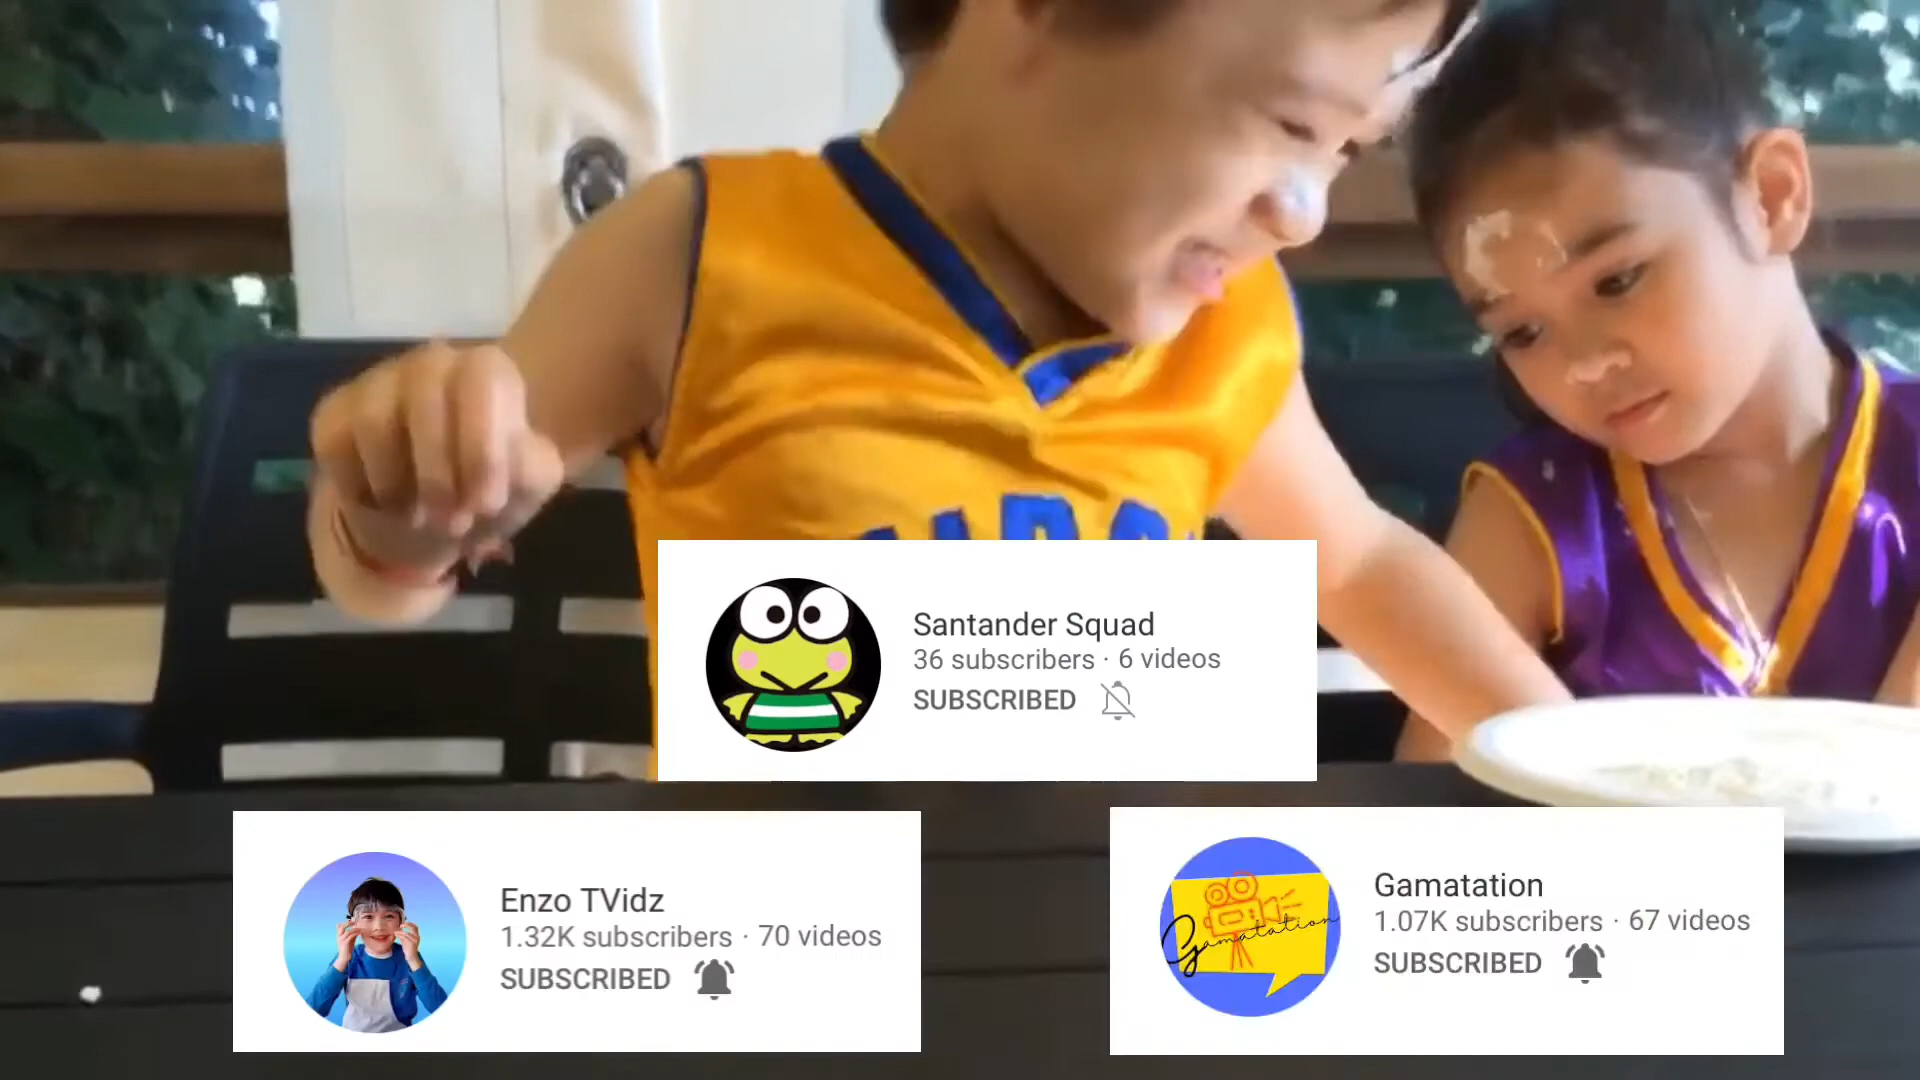 Santander Squad
36 subscribers · 6 videos
SUBSCRIBED
Enzo TVidz
1.32K subscribers · 70 videos
SUBSCRIBED
Gamatation
Gamatation
1.07K subscribers · 67 videos
SUBSCRIBED